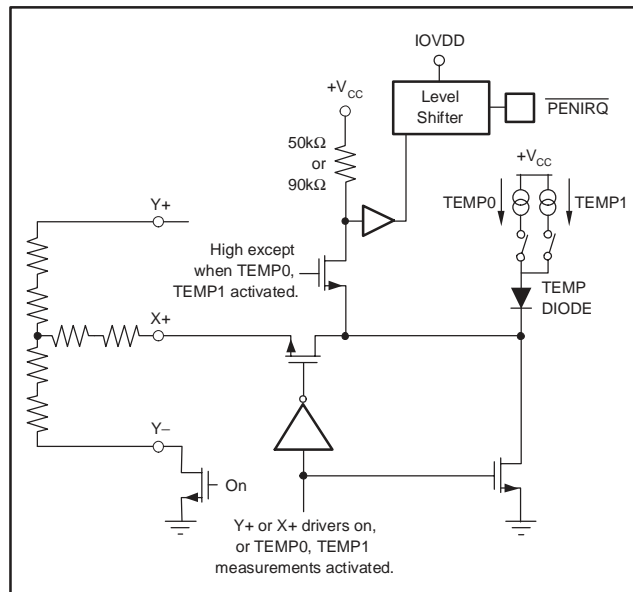 IOVDD
+VCC
Level
Shifter
PENIRQ
50kΩ
or
90kΩ
+VCC
TEMP0
TEMP1
Y+
High except
when TEMP0,
TEMP1 activated.
TEMP
DIODE
X+
Y–
On
Y+ or X+ drivers on,
or TEMP0, TEMP1
measurements activated.